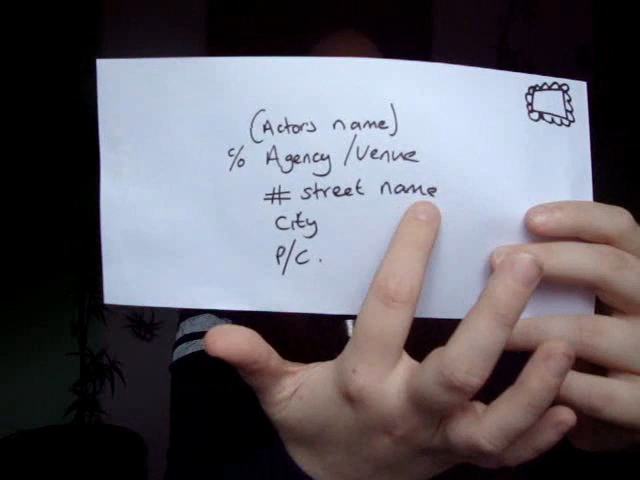 (Actors name)
% Agency/Venue
# street name
City
P/C.